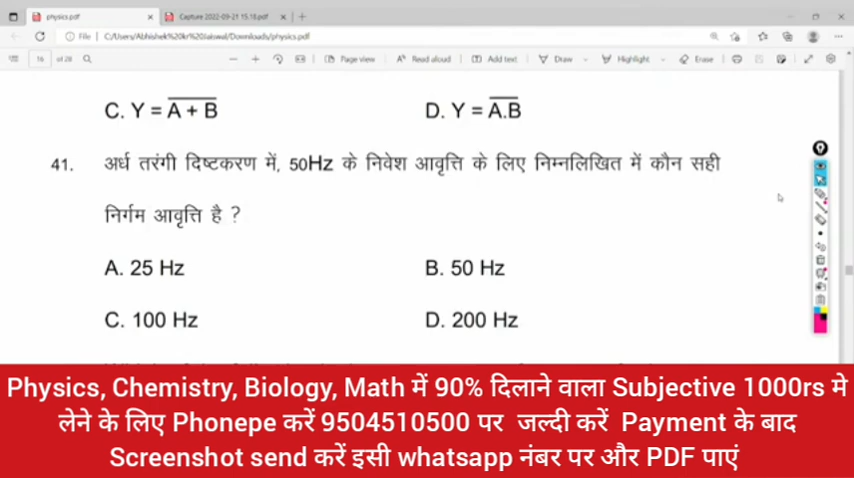 physics.pdf
Capture 2022-09-21 15.18.pdf
File
C:/Users/Abhishek%20kr%20Jaiswal/Downloads/physics.pdf
16 of 28
Page view
Read aloud
Add text
Draw
Highlight
Erase
C. Y = A + B
D. Y = A.B
41. अर्ध तरंगी दिष्टकरण में, 50Hz के निवेश आवृत्ति के लिए निम्नलिखित में कौन सही
निर्गम आवृत्ति है ?
A. 25 Hz
B. 50 Hz
C. 100 Hz
D. 200 Hz
Physics, Chemistry, Biology, Math में 90% दिलाने वाला Subjective 1000rs मे
लेने के लिए Phonepe करें 9504510500 पर जल्दी करें Payment के बाद
Screenshot send करें इसी whatsapp नंबर पर और PDF पाएं